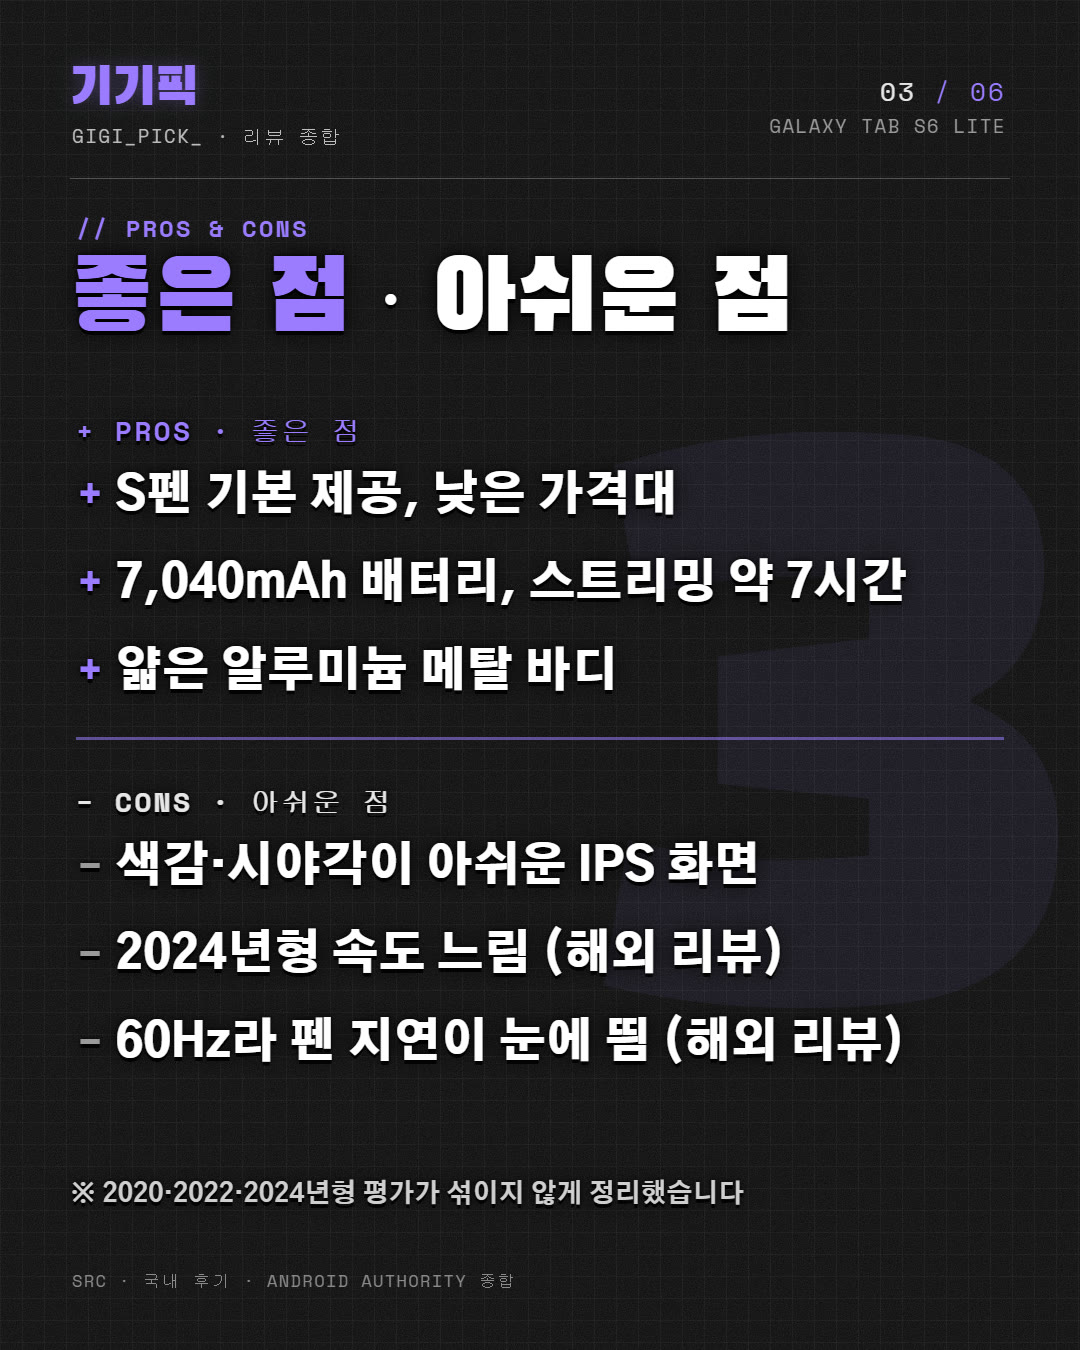 기기픽
GIGI_PICK_ · 리뷰 종합
03 / 06
GALAXY TAB S6 LITE
// PROS & CONS
좋은 점 · 아쉬운 점
+ PROS · 좋은 점
+ S펜 기본 제공, 낮은 가격대
+ 7,040mAh 배터리, 스트리밍 약 7시간
+ 얇은 알루미늄 메탈 바디
- CONS · 아쉬운 점
- 색감·시야각이 아쉬운 IPS 화면
- 2024년형 속도 느림 (해외 리뷰)
- 60Hz라 펜 지연이 눈에 띔 (해외 리뷰)
3
※ 2020·2022·2024년형 평가가 섞이지 않게 정리했습니다
SRC · 국내 후기 · ANDROID AUTHORITY 종합